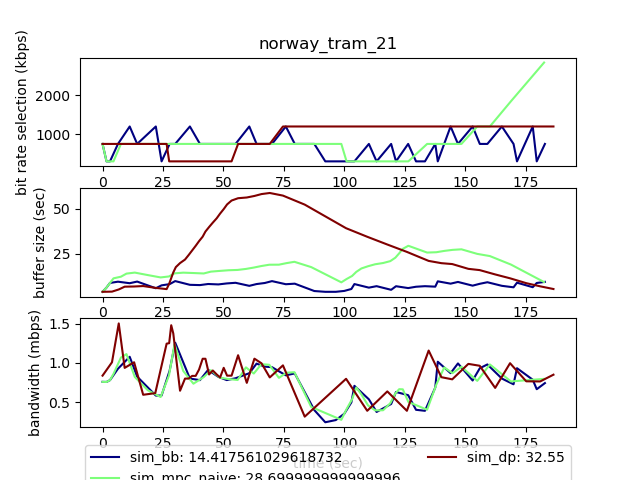 norway_tram_21
bit rate selection (kbps)
2000
1000
0 25 50 75 100 125 150 175
buffer size (sec)
50
25
0 25 50 75 100 125 150 175
bandwidth (mbps)
1.5
1.0
0.5
0 25 50 75 100 125 150 175
time (sec)
sim_bb: 14.417561029618732
sim_dp: 32.55
sim_mpc_naive: 28.699999999999996